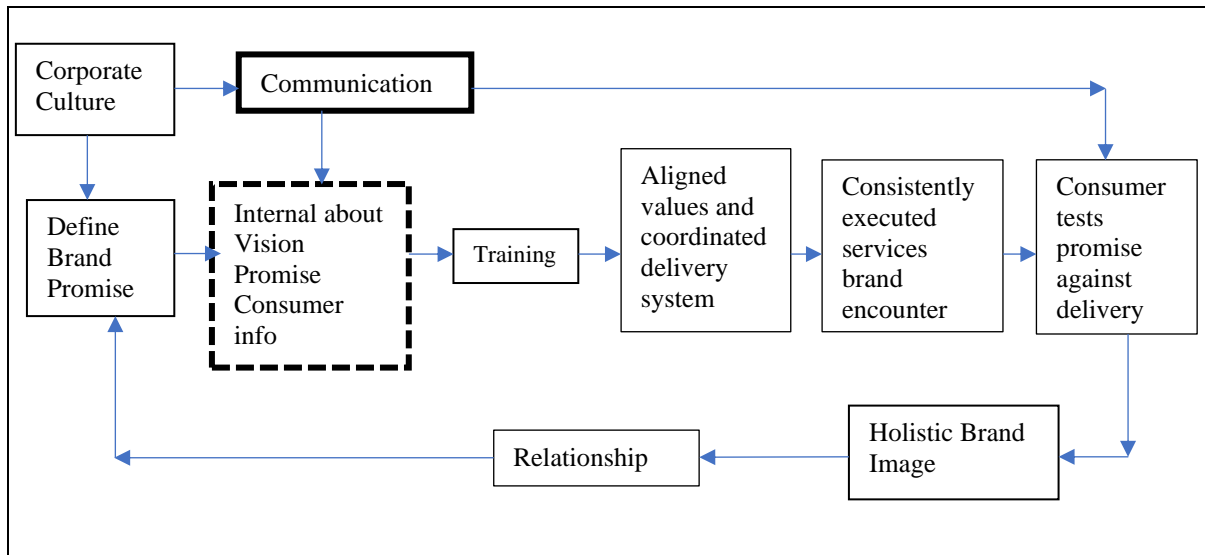 Corporate
Culture
Communication
Define
Brand
Promise
Internal about
Vision
Promise
Consumer
info
Training
Aligned
values and
coordinated
delivery
system
Consistently
executed
services
brand
encounter
Consumer
tests
promise
against
delivery
Relationship
Holistic Brand
Image